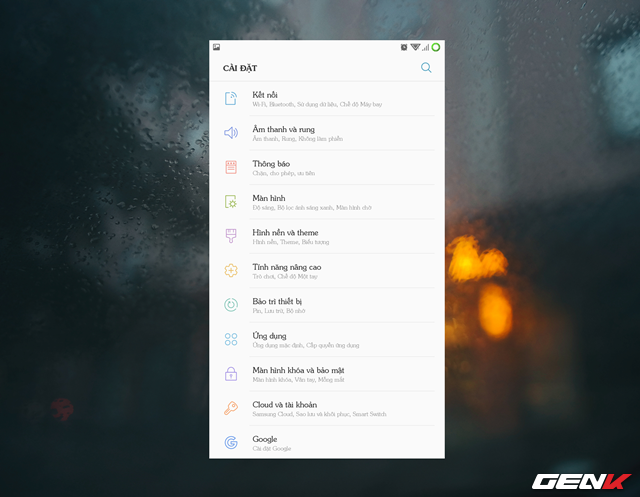 CÀI ĐẶT
Kết nối
Wi-Fi, Bluetooth, Sử dụng dữ liệu, Chế độ Máy bay
Âm thanh và rung
Âm thanh, Rung, Không làm phiền
Thông báo
Chặn, cho phép, ưu tiên
Màn hình
Độ sáng, Bộ lọc ánh sáng xanh, Màn hình chờ
Hình nền và theme
Hình nền, Theme, Biểu tượng
Tính năng nâng cao
Trò chơi, Chế độ Một tay
Bảo trì thiết bị
Pin, Lưu trữ, Bộ nhớ
Ứng dụng
Ứng dụng mặc định, Cấp quyền ứng dụng
Màn hình khóa và bảo mật
Màn hình khóa, Vân tay, Mống mắt
Cloud và tài khoản
Samsung Cloud, Sao lưu và khôi phục, Smart Switch
Google
Cài đặt Google
GENK